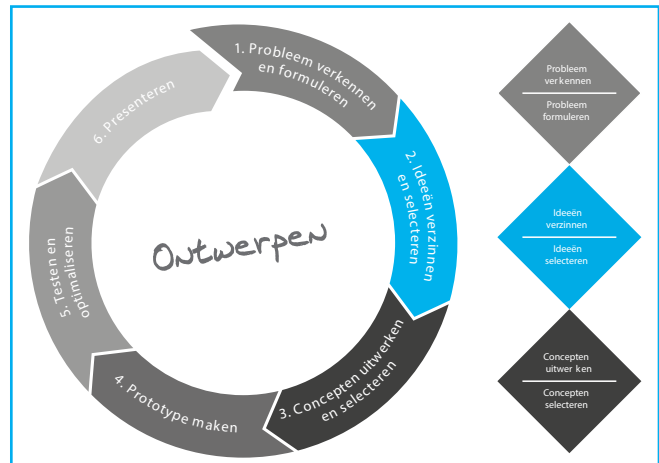 1. Probleem verkennen
en formuleren
2. Ideeën verzinnen
en selecteren
3. Concepten uitwerken
en selecteren
4. Prototype maken
5. Testen en
optimaliseren
6. Presenteren
Ontwerpen
Probleem
verkennen
Probleem
formuleren
Ideeën
verzinnen
Ideeën
selecteren
Concepten
uitwer ken
Concepten
selecteren